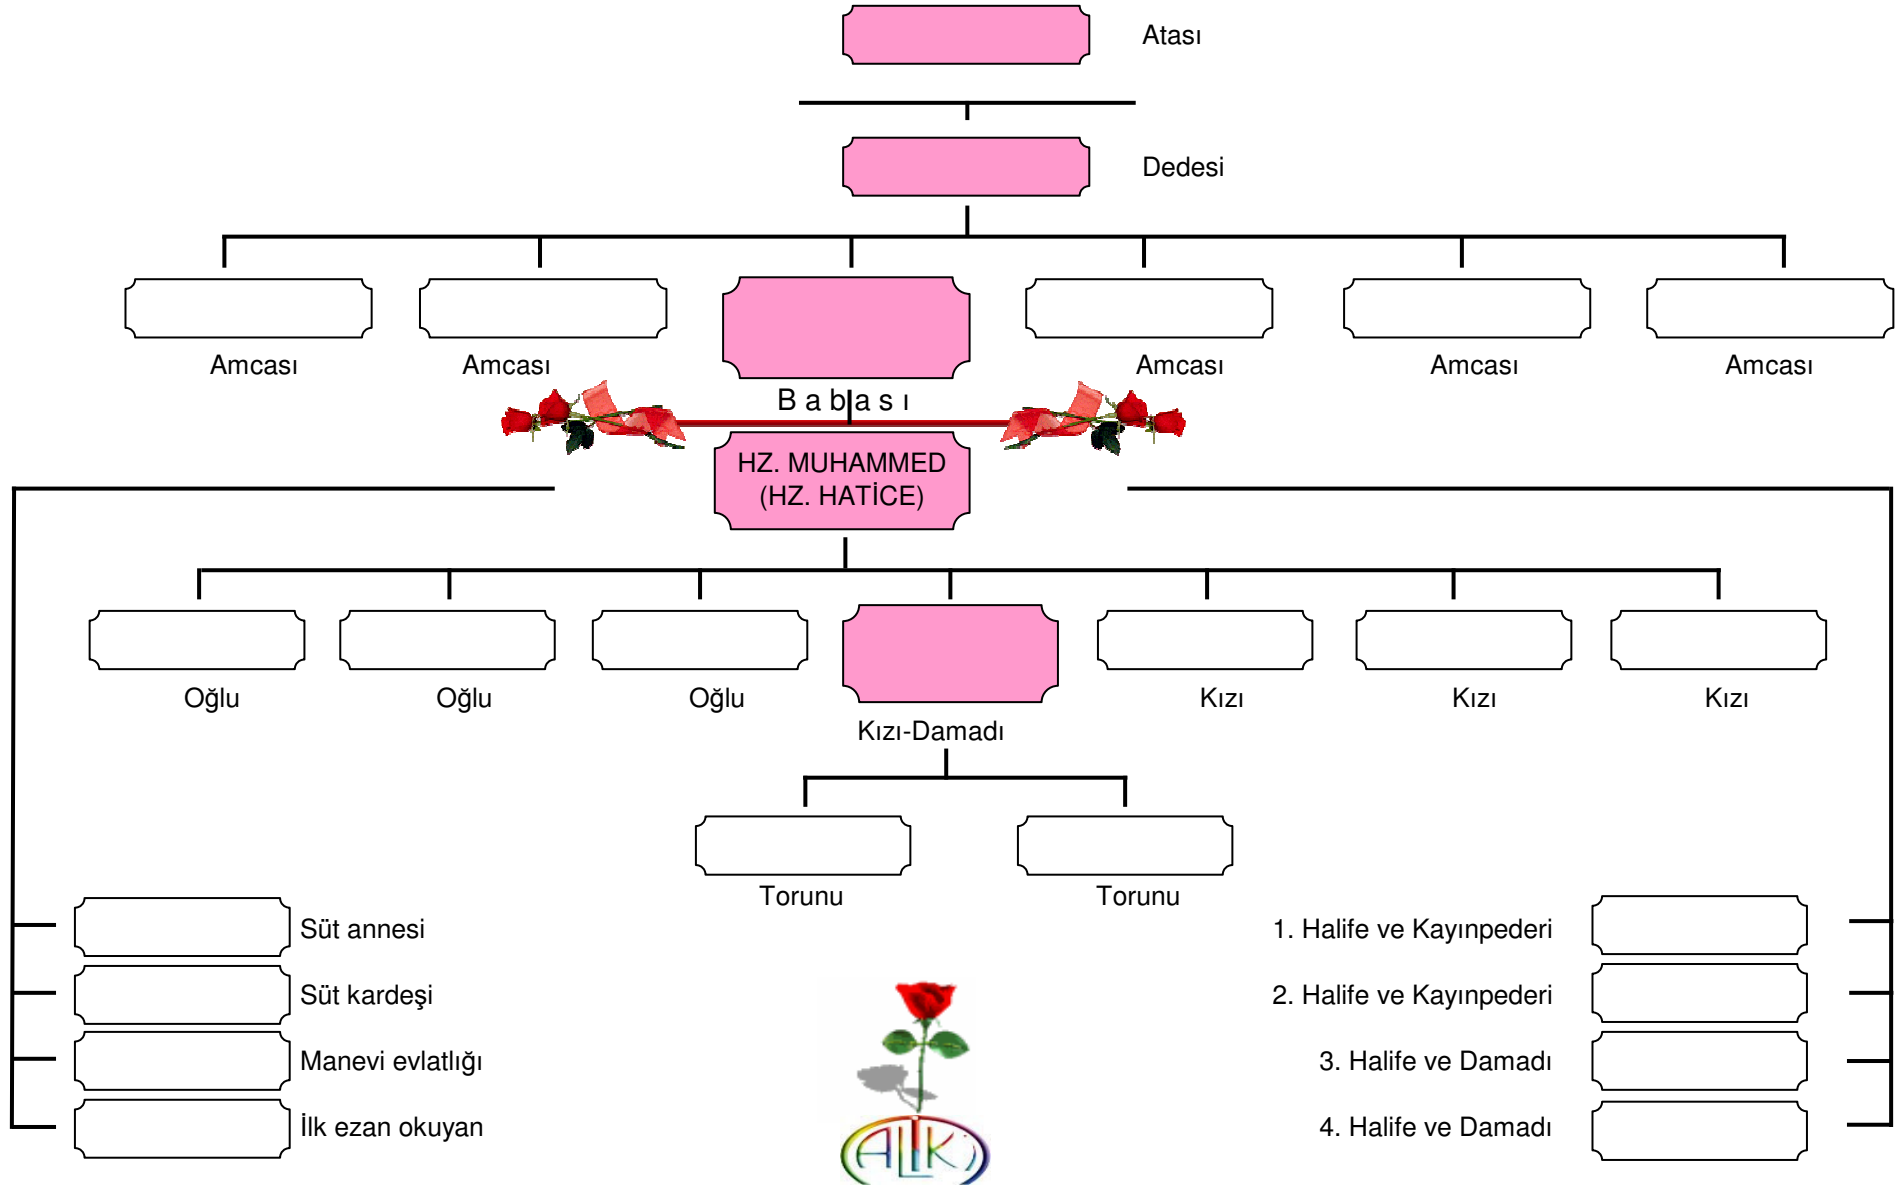 Atası
Dedesi
Amcası
Amcası
Amcası
Amcası
Amcası
Babası
HZ. MUHAMMED
(HZ. HATİCE)
Oğlu
Oğlu
Oğlu
Kızı
Kızı
Kızı
Kızı-Damadı
Torunu
Torunu
Süt annesi
Süt kardeşi
Manevi evlatlığı
İlk ezan okuyan
1. Halife ve Kayınpederi
2. Halife ve Kayınpederi
3. Halife ve Damadı
4. Halife ve Damadı